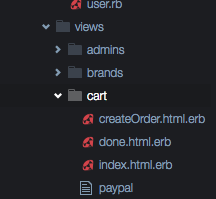 user.rb
views
admins
brands
cart
createOrder.html.erb
done.html.erb
index.html.erb
paypal